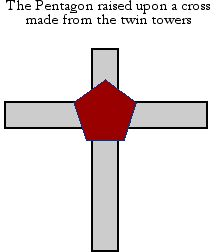 The Pentagon raised upon a cross
made from the twin towers